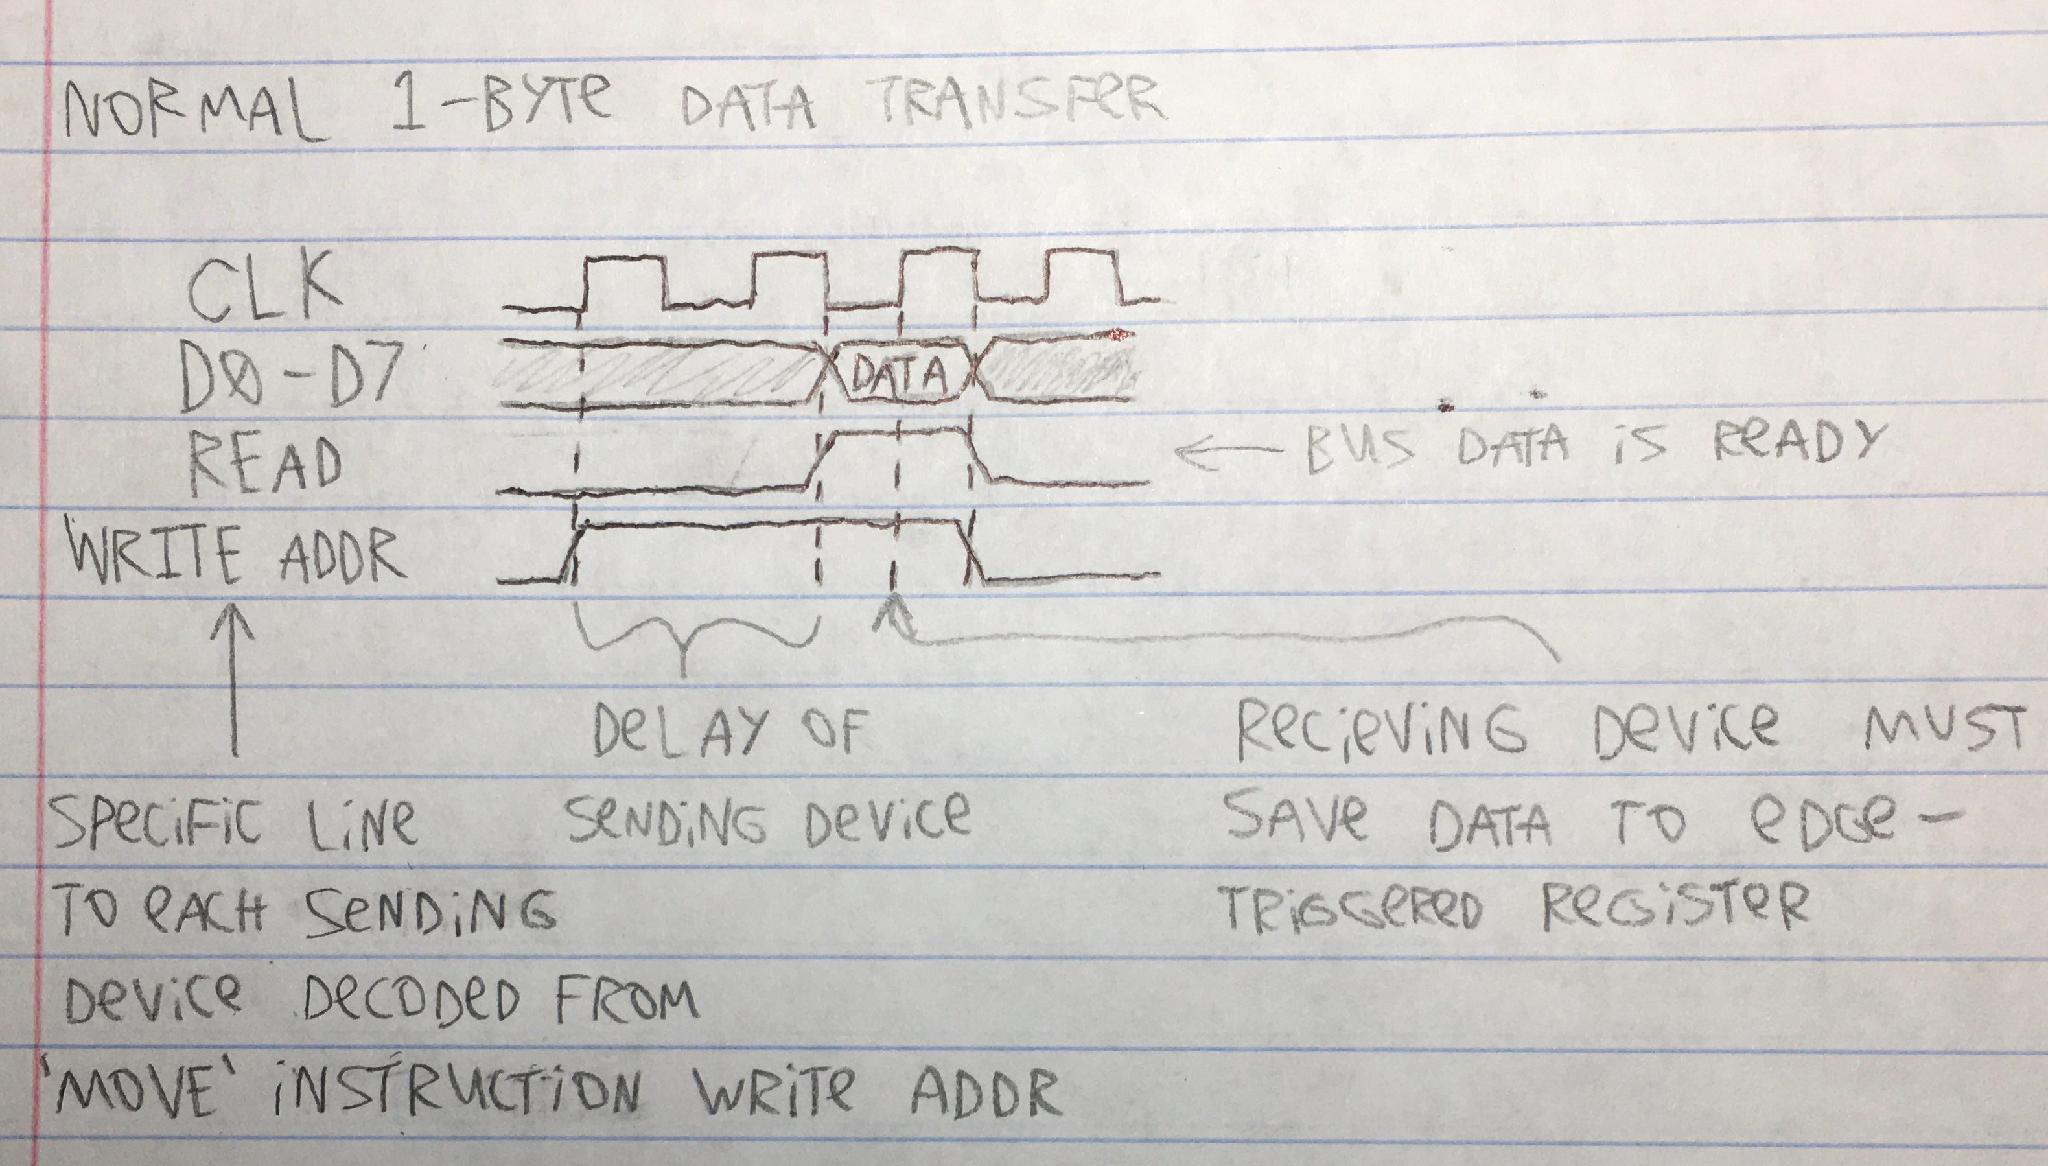 NORMAL 1-BYTE DATA TRANSFER
CLK
D0-D7
DATA
READ
← BUS DATA IS READY
WRITE ADDR
SPECIFIC LINE
TO EACH SENDING
DEVICE DECODED FROM
'MOVE' INSTRUCTION WRITE ADDR
DELAY OF
SENDING DEVICE
RECIEVING DEVICE MUST
SAVE DATA TO EDGE-
TRIGGERED REGISTER